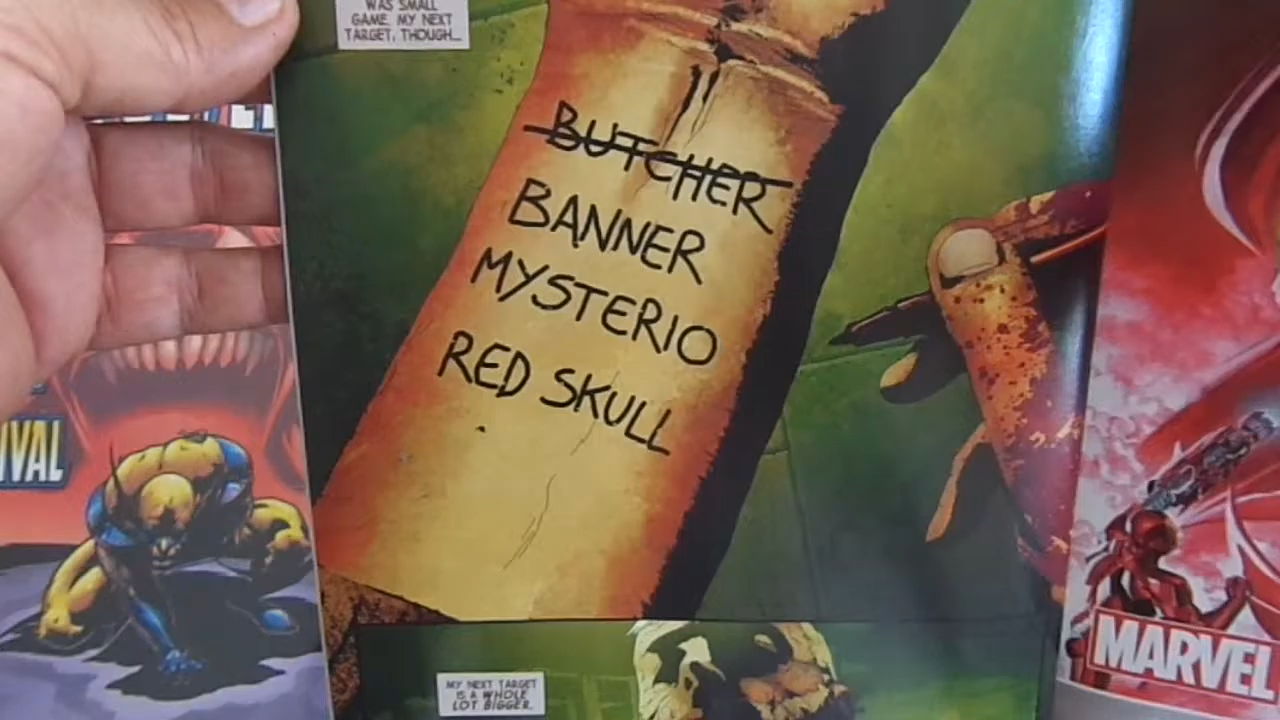 WAS SMALL
GAME. MY NEXT
TARGET, THOUGH...
BUTCHER
BANNER
MYSTERIO
RED SKULL
IVAL
MY NEXT TARGET
IS A WHOLE
LOT BIGGER.
MARVEL